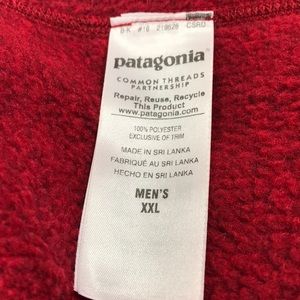 patagonia
COMMON THREADS
PARTNERSHIP
Repair, Reuse, Recycle
This Product
www.patagonia.com
100% POLYESTER
EXCLUSIVE OF TRIM
MADE IN SRI LANKA
FABRIQUÉ AU SRI LANKA
HECHO EN SRI LANKA
MEN'S
XXL